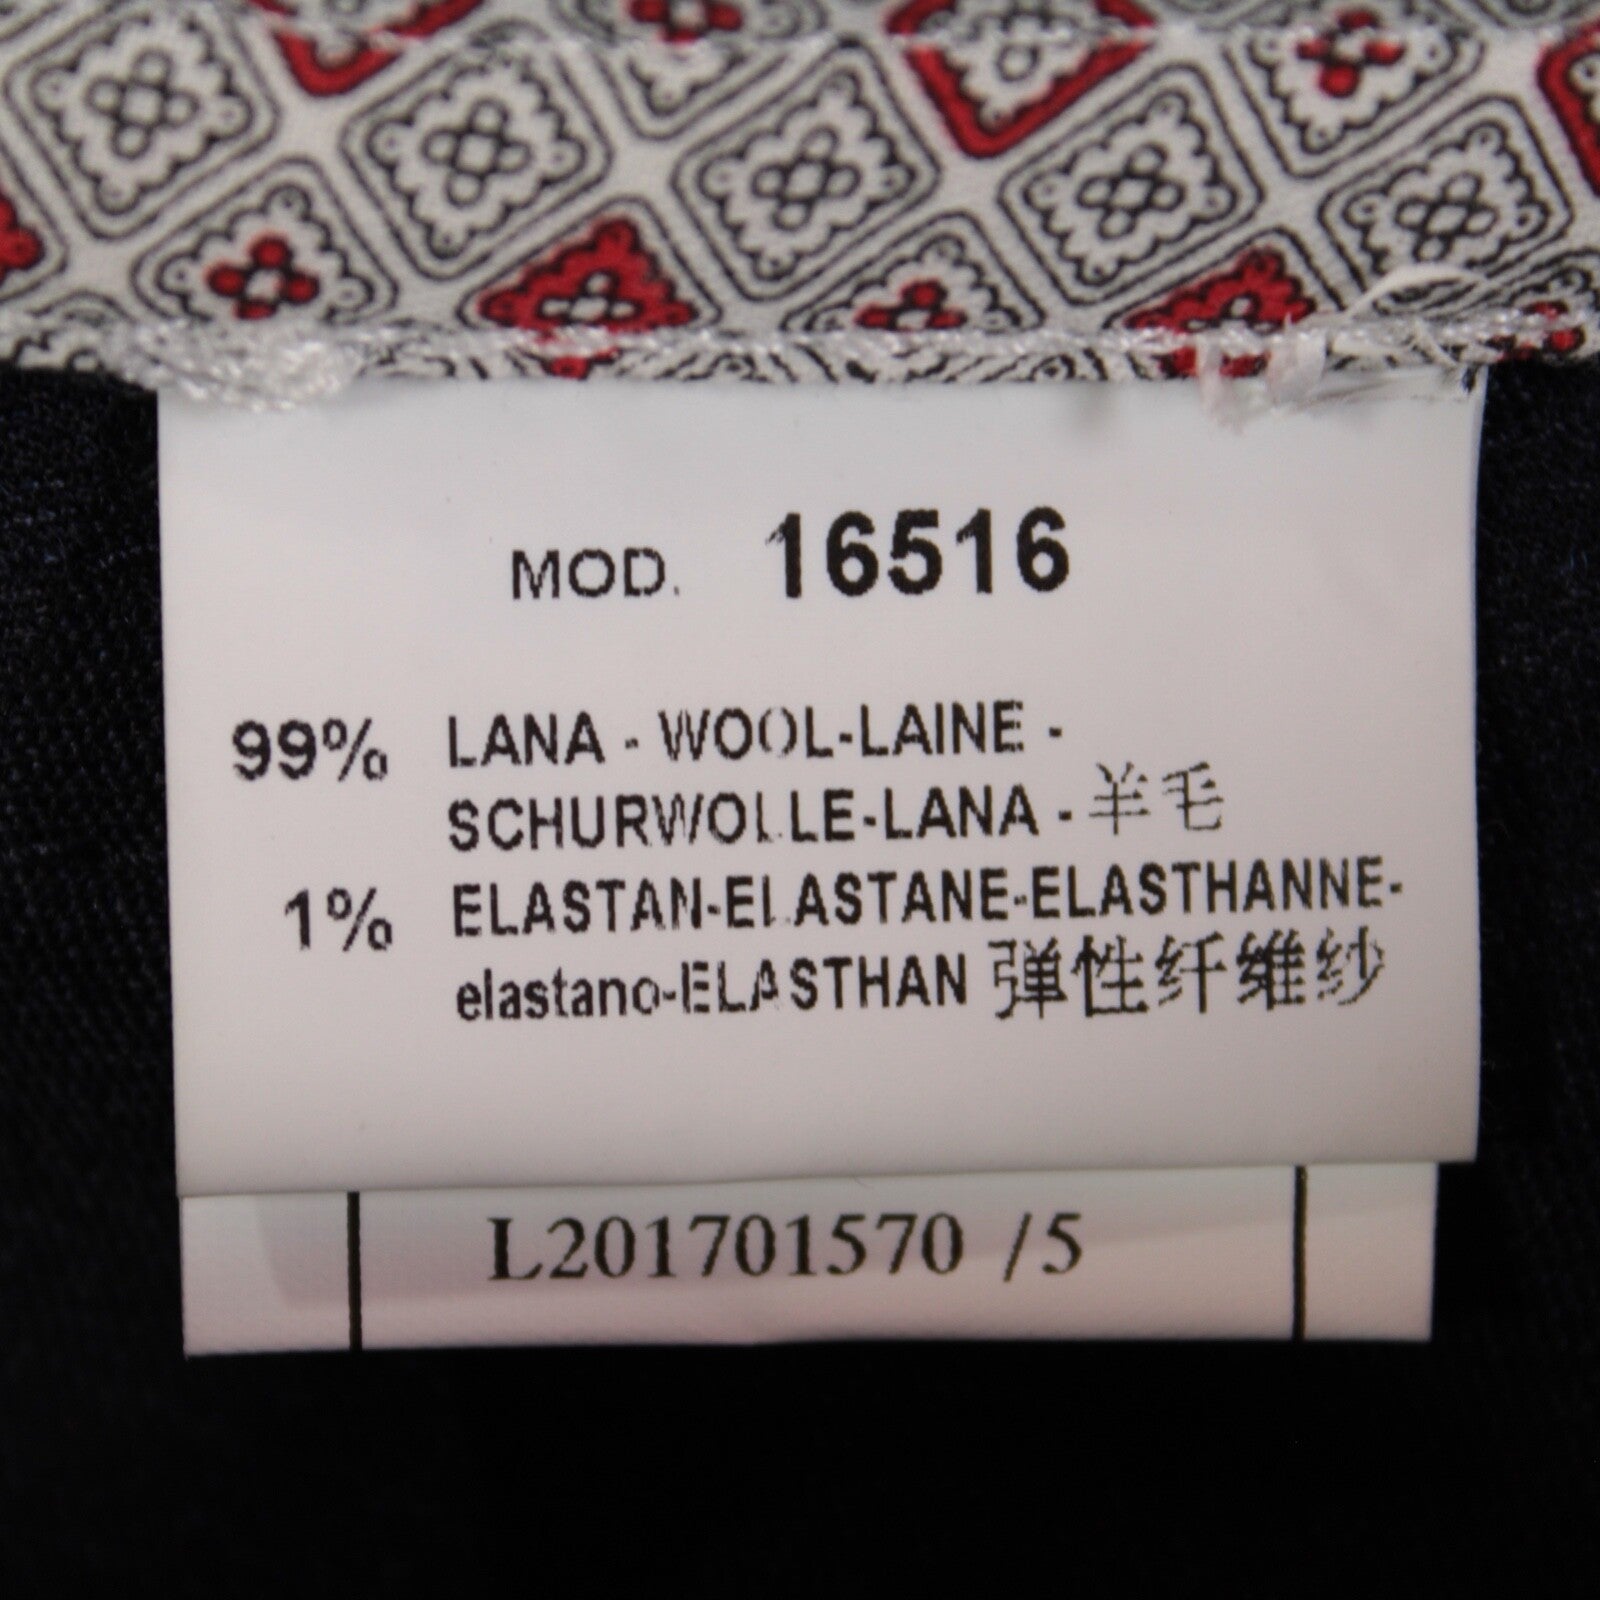 MOD. 16516
99% LANA - WOOL-LAINE -
SCHURWOLLE-LANA - 羊毛
1% ELASTAN-ELASTANE-ELASTHANNE-
elastano-ELASTHAN 弹性纤维纱
L201701570 /5